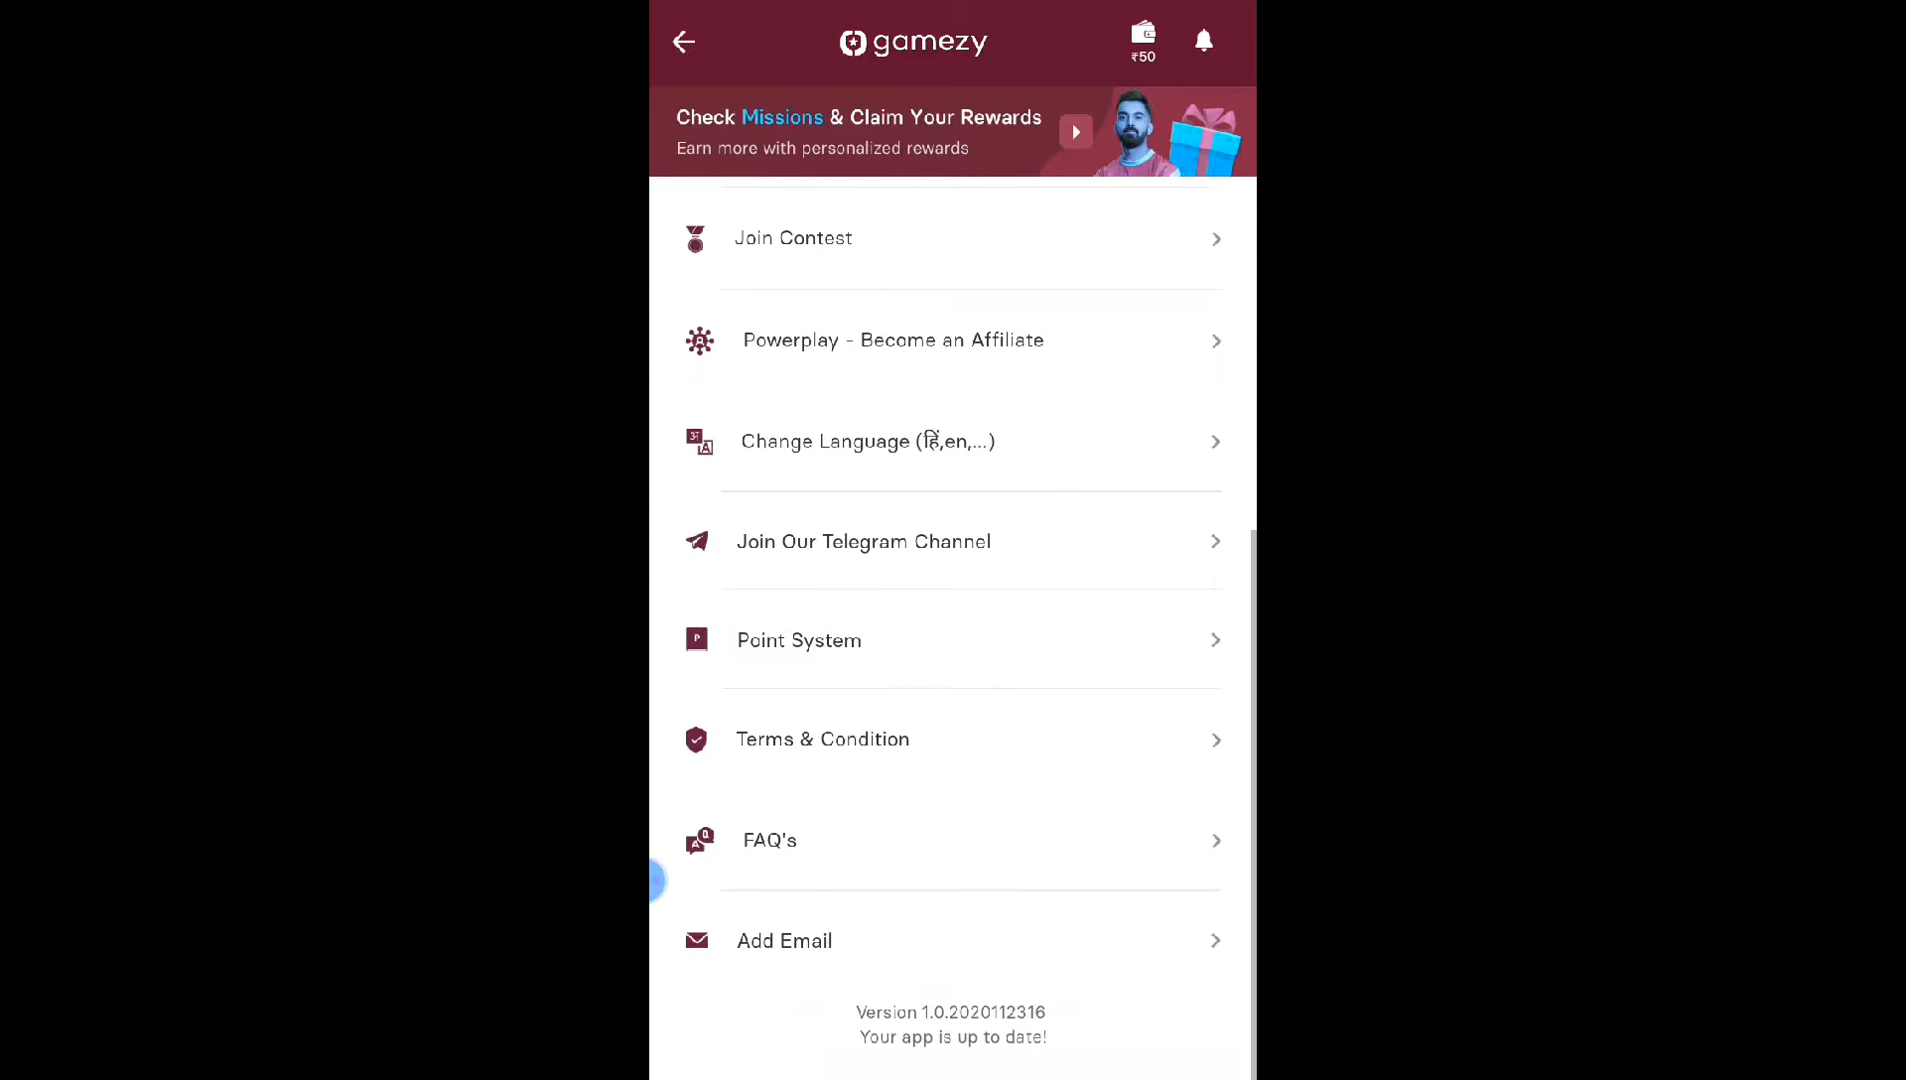 gamezy
₹50
Check Missions & Claim Your Rewards
Earn more with personalized rewards
Join Contest
Powerplay - Become an Affiliate
Change Language (हिं,en,...)
Join Our Telegram Channel
Point System
Terms & Condition
FAQ's
Add Email
Version 1.0.2020112316
Your app is up to date!